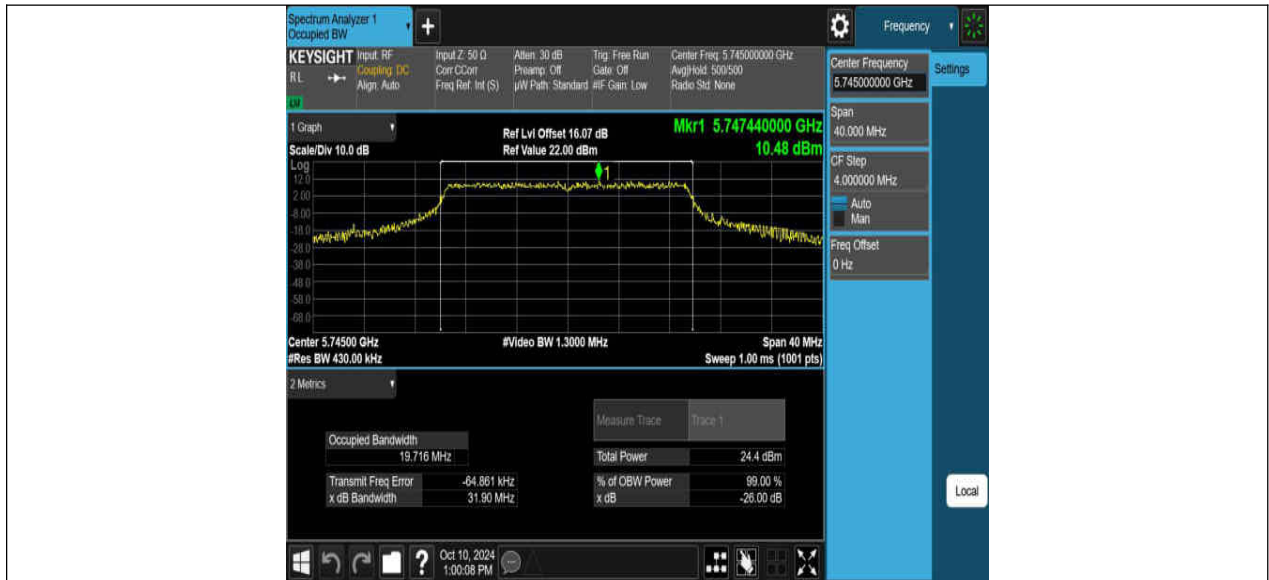 Spectrum Analyzer 1
Occupied BW
Frequency
KEYSIGHT
RL
Input: RF
Coupling: DC
Align: Auto
Input Z: 50 Ω
Corr CCorr
Freq Ref: Int (S)
Atten: 30 dB
Preamp: Off
µW Path: Standard
Trig: Free Run
Gate: Off
#IF Gain: Low
Center Freq: 5.745000000 GHz
Avg|Hold: 500/500
Radio Std: None
Center Frequency
5.745000000 GHz
Settings
Span
40.000 MHz
CF Step
4.000000 MHz
Auto
Man
Freq Offset
0 Hz
Local
1 Graph
Scale/Div 10.0 dB
Ref Lvl Offset 16.07 dB
Ref Value 22.00 dBm
Mkr1 5.747440000 GHz
10.48 dBm
Log
12.0
2.00
-8.00
-18.0
-28.0
-38.0
-48.0
-58.0
-68.0
1
Center 5.74500 GHz
#Res BW 430.00 kHz
#Video BW 1.3000 MHz
Span 40 MHz
Sweep 1.00 ms (1001 pts)
2 Metrics
Measure Trace Trace 1
Occupied Bandwidth
19.716 MHz
Total Power 24.4 dBm
Transmit Freq Error -64.861 kHz
% of OBW Power 99.00 %
x dB Bandwidth 31.90 MHz
x dB -26.00 dB
?
Oct 10, 2024
1:00:08 PM